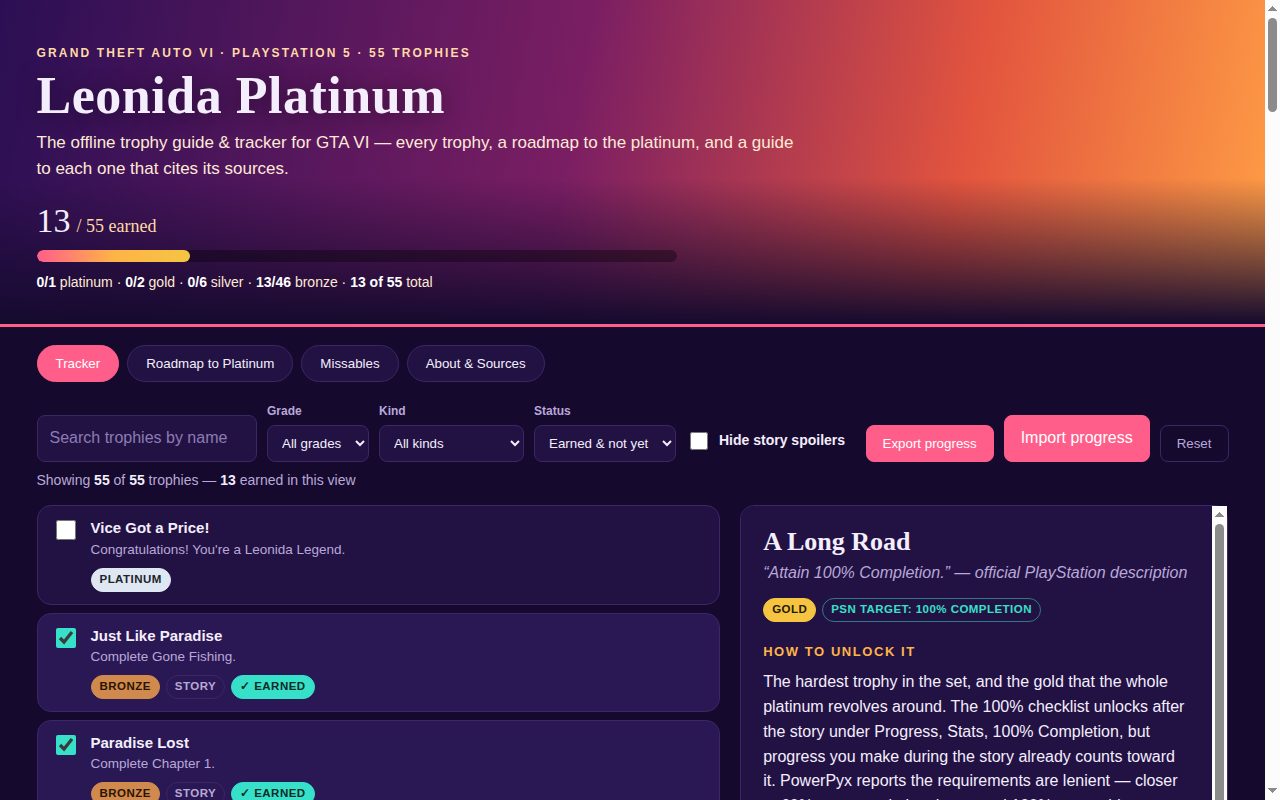 GRAND THEFT AUTO VI · PLAYSTATION 5 · 55 TROPHIES
Leonida Platinum
The offline trophy guide & tracker for GTA VI — every trophy, a roadmap to the platinum, and a guide
to each one that cites its sources.
13 / 55 earned
0/1 platinum · 0/2 gold · 0/6 silver · 13/46 bronze · 13 of 55 total
Tracker
Roadmap to Platinum
Missables
About & Sources
Search trophies by name
Grade
All grades
Kind
All kinds
Status
Earned & not yet
Hide story spoilers
Export progress
Import progress
Reset
Showing 55 of 55 trophies — 13 earned in this view
Vice Got a Price!
Congratulations! You're a Leonida Legend.
PLATINUM
Just Like Paradise
Complete Gone Fishing.
BRONZE STORY ✓ EARNED
Paradise Lost
Complete Chapter 1.
BRONZE STORY ✓ EARNED
A Long Road
“Attain 100% Completion.” — official PlayStation description
GOLD PSN TARGET: 100% COMPLETION
HOW TO UNLOCK IT
The hardest trophy in the set, and the gold that the whole
platinum revolves around. The 100% checklist unlocks after
the story under Progress, Stats, 100% Completion, but
progress you make during the story already counts toward
it. PowerPyx reports the requirements are lenient — closer